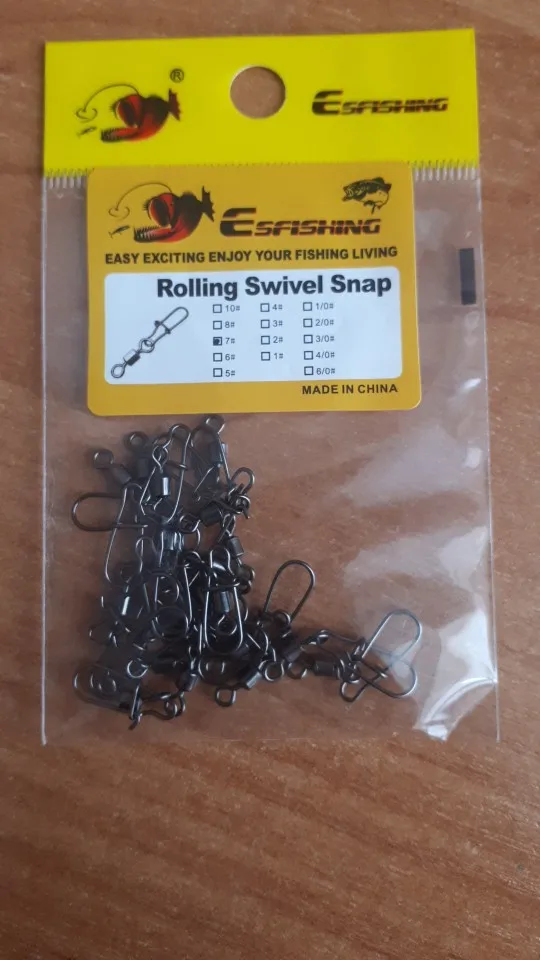 ®
ESFISHING
ESFISHING
EASY EXCITING ENJOY YOUR FISHING LIVING
Rolling Swivel Snap
10# 4# 1/0#
8# 3# 2/0#
7# 2# 3/0#
6# 1# 4/0#
5# 6/0#
MADE IN CHINA